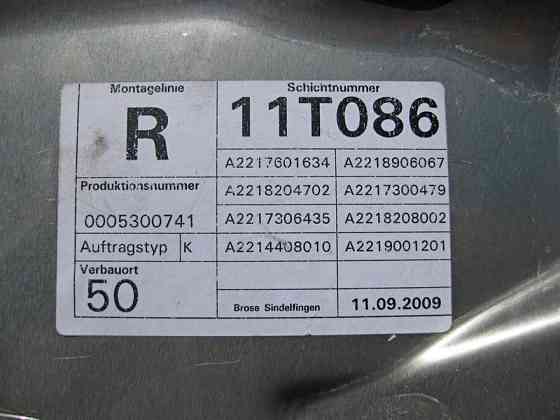 Montagelinie
R
Schichtnummer
11T086
A2217601634 A2218906067
Produktionsnummer
0005300741
A2218204702 A2217300479
A2217306435 A2218208002
Auftragstyp K
A2214408010 A2219001201
Verbauort
50
Brose Sindelfingen
11.09.2009